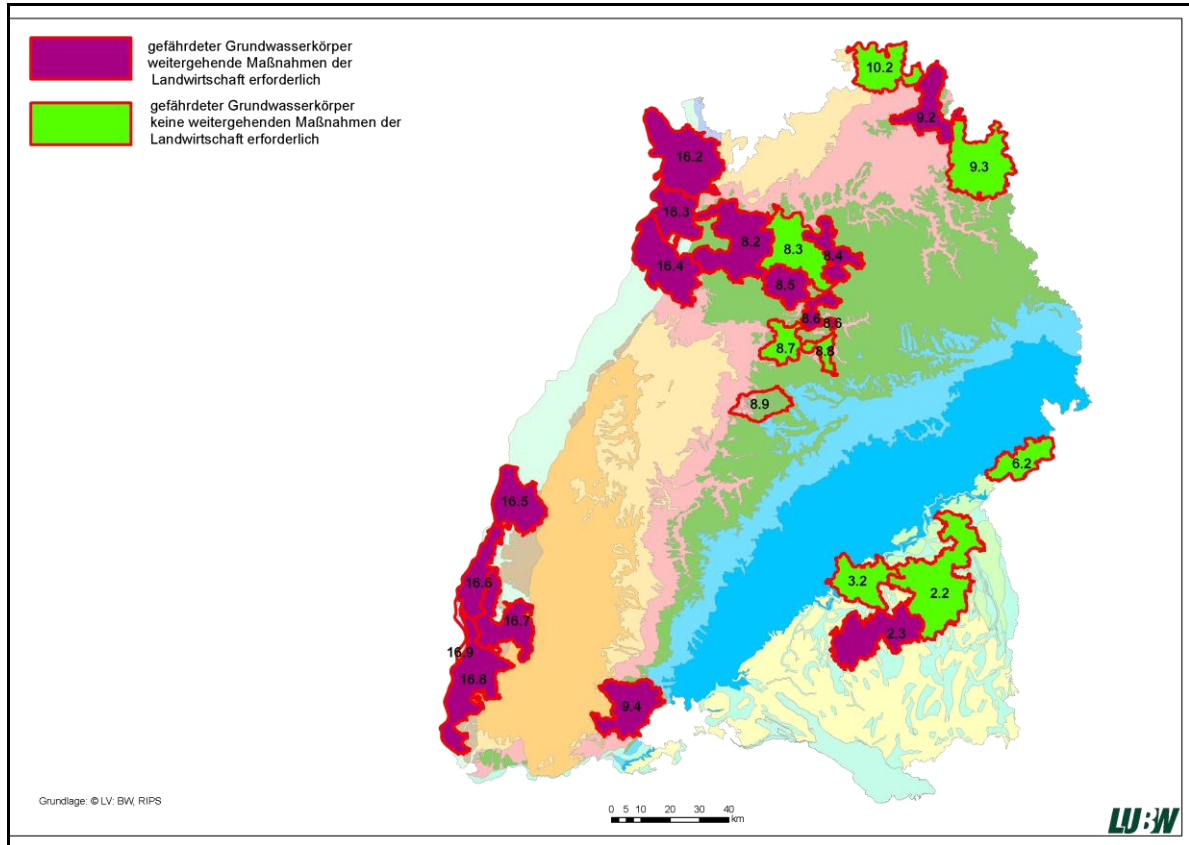 gefährdeter Grundwasserkörper
weitergehende Maßnahmen der
Landwirtschaft erforderlich
gefährdeter Grundwasserkörper
keine weitergehenden Maßnahmen der
Landwirtschaft erforderlich
10.2
9.2
16.2
9.3
16.3
8.2
8.3
8.4
16.4
8.5
8.6
8.6
8.7
8.8
8.9
6.2
16.5
3.2
16.6
2.2
16.7
2.3
16.9
16.8
9.4
Grundlage: © LV: BW, RIPS
0 5 10 20 30 40
km
LUBW